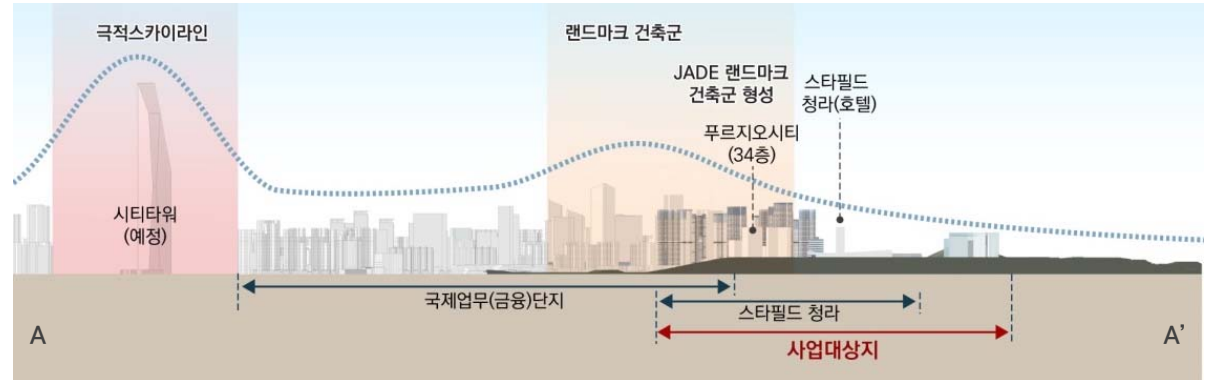 극적스카이라인
랜드마크 건축군
JADE 랜드마크
건축군 형성
스타필드
청라(호텔)
푸르지오시티
(34층)
시티타워
(예정)
국제업무(금융)단지
스타필드 청라
사업대상지
A
A'